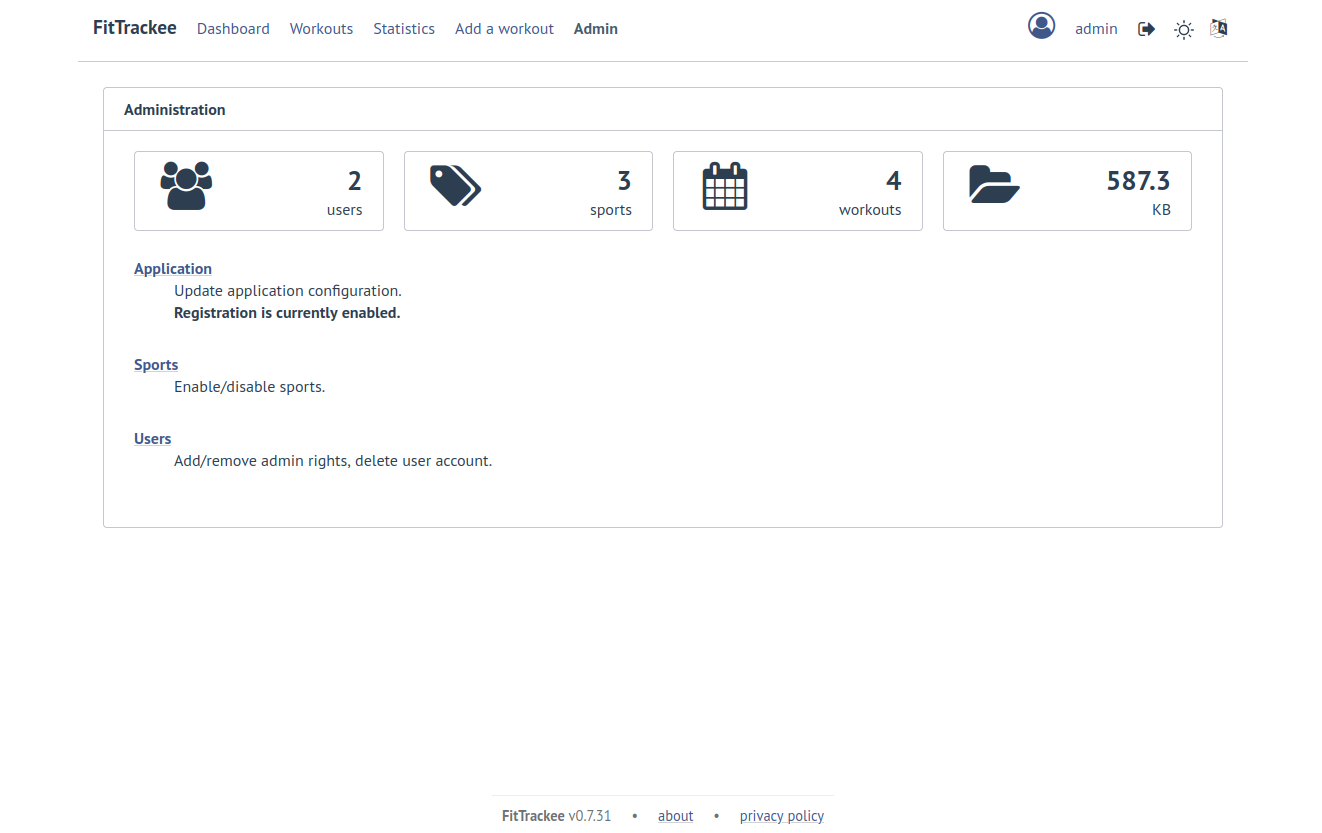 FitTrackee Dashboard Workouts Statistics Add a workout Admin admin
Administration
2
users
3
sports
4
workouts
587.3
KB
Application
Update application configuration.
Registration is currently enabled.
Sports
Enable/disable sports.
Users
Add/remove admin rights, delete user account.
FitTrackee v0.7.31 • about • privacy policy